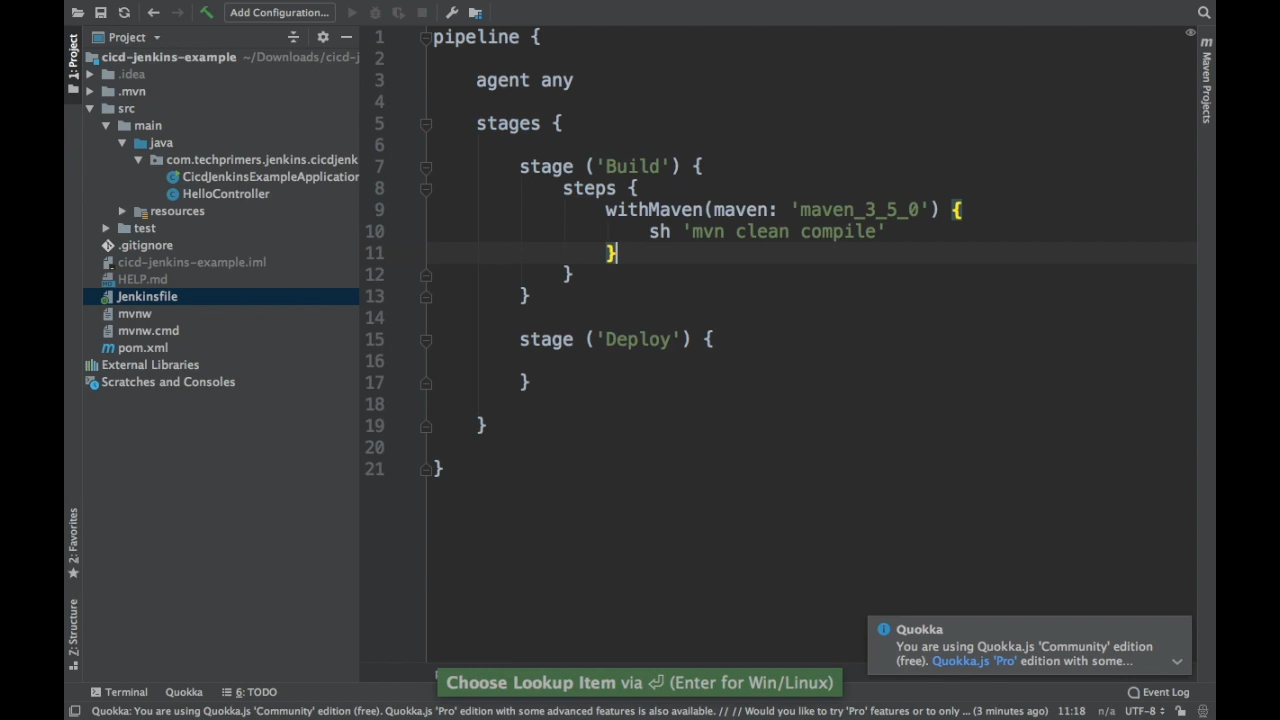 Add Configuration...
1: Project
Project
cicd-jenkins-example ~/Downloads/cicd-j
.idea
.mvn
src
main
java
com.techprimers.jenkins.cicdjenk
CicdJenkinsExampleApplication
HelloController
resources
test
.gitignore
cicd-jenkins-example.iml
HELP.md
Jenkinsfile
mvnw
mvnw.cmd
pom.xml
External Libraries
Scratches and Consoles
2: Favorites
Z: Structure
1 pipeline {
2
3 agent any
4
5 stages {
6
7 stage ('Build') {
8 steps {
9 withMaven(maven: 'maven_3_5_0') {
10 sh 'mvn clean compile'
11 }
12 }
13 }
14
15 stage ('Deploy') {
16
17 }
18
19 }
20
21 }
Maven Projects
Quokka
You are using Quokka.js 'Community' edition
(free). Quokka.js 'Pro' edition with some...
Choose Lookup Item via ⏎ (Enter for Win/Linux)
Terminal Quokka 6: TODO Event Log
Quokka: You are using Quokka.js 'Community' edition (free). Quokka.js 'Pro' edition with some advanced features is also available. // // Would you like to try 'Pro' features or to only ... (3 minutes ago) 11:18 n/a UTF-8